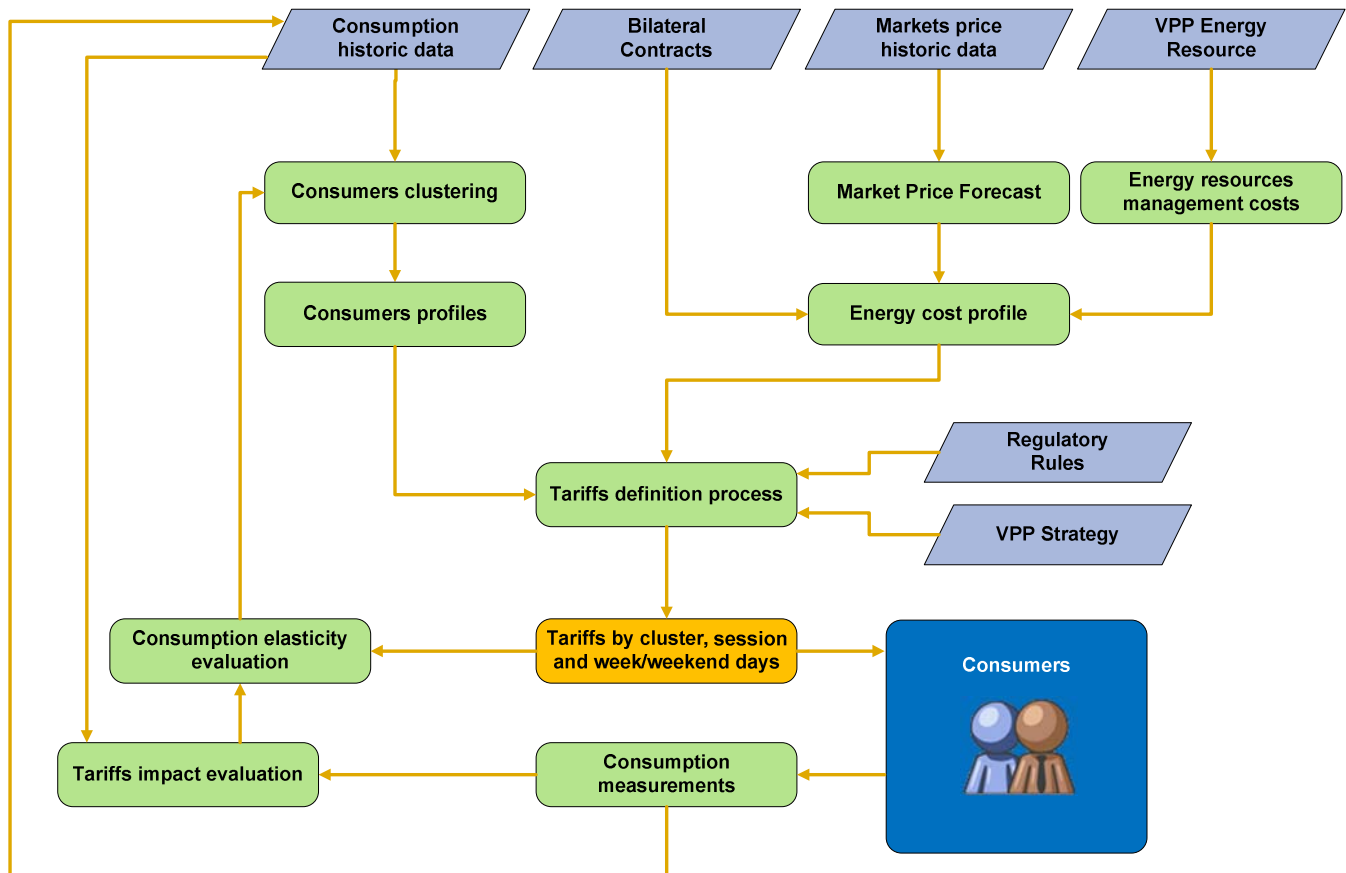 Consumption
historic data
Bilateral
Contracts
Markets price
historic data
VPP Energy
Resource
Consumers clustering
Market Price Forecast
Energy resources
management costs
Consumers profiles
Energy cost profile
Regulatory
Rules
Tariffs definition process
VPP Strategy
Consumption elasticity
evaluation
Tariffs by cluster, session
and week/weekend days
Consumers
Tariffs impact evaluation
Consumption
measurements